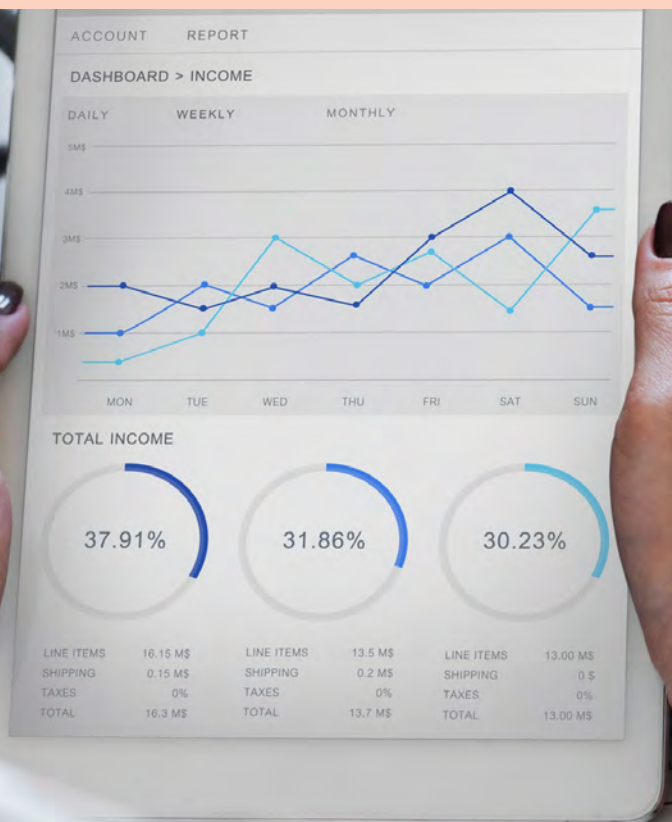 ACCOUNT REPORT
DASHBOARD > INCOME
DAILY WEEKLY MONTHLY
5M$
4M$
3M$
2M$
1M$
MON TUE WED THU FRI SAT SUN
TOTAL INCOME
37.91% 31.86% 30.23%
LINE ITEMS 16.15 M$ LINE ITEMS 13.5 M$ LINE ITEMS 13.00 M$
SHIPPING 0.15 M$ SHIPPING 0.2 M$ SHIPPING 0 $
TAXES 0% TAXES 0% TAXES 0%
TOTAL 16.3 M$ TOTAL 13.7 M$ TOTAL 13.00 M$